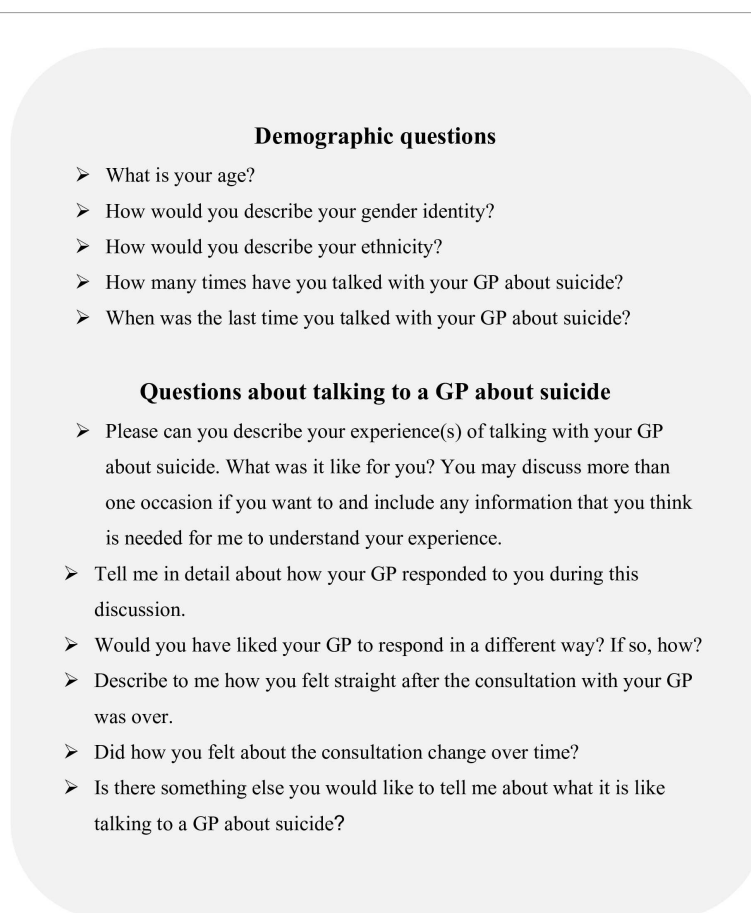 Demographic questions
➢ What is your age?
➢ How would you describe your gender identity?
➢ How would you describe your ethnicity?
➢ How many times have you talked with your GP about suicide?
➢ When was the last time you talked with your GP about suicide?
Questions about talking to a GP about suicide
➢ Please can you describe your experience(s) of talking with your GP
about suicide. What was it like for you? You may discuss more than
one occasion if you want to and include any information that you think
is needed for me to understand your experience.
➢ Tell me in detail about how your GP responded to you during this
discussion.
➢ Would you have liked your GP to respond in a different way? If so, how?
➢ Describe to me how you felt straight after the consultation with your GP
was over.
➢ Did how you felt about the consultation change over time?
➢ Is there something else you would like to tell me about what it is like
talking to a GP about suicide?